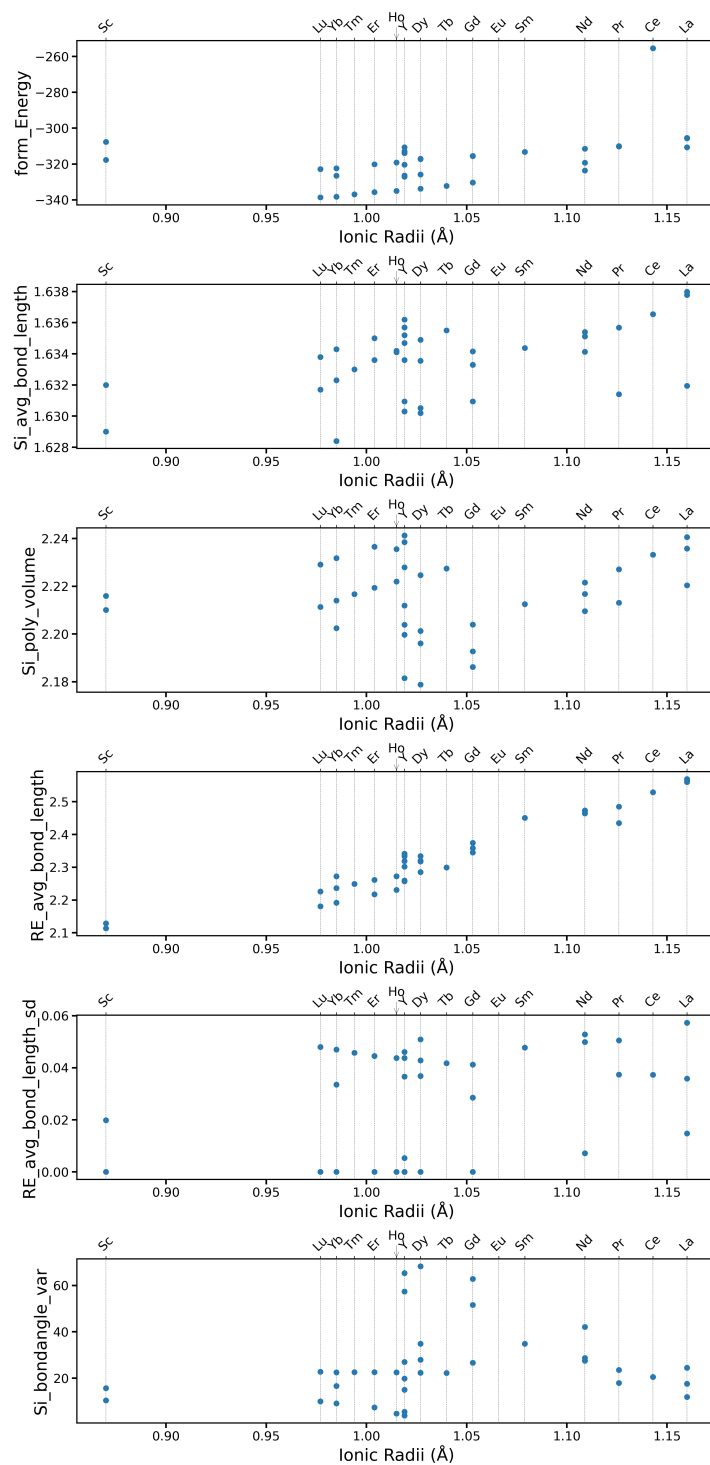 Ho
Sc Lu Yb Tm Er Y Dy Tb Gd Eu Sm Nd Pr Ce La
form_Energy
−260
−280
−300
−320
−340
0.90 0.95 1.00 1.05 1.10 1.15
Ionic Radii (Å)
Ho
Sc Lu Yb Tm Er Y Dy Tb Gd Eu Sm Nd Pr Ce La
Si_avg_bond_length
1.638
1.636
1.634
1.632
1.630
1.628
0.90 0.95 1.00 1.05 1.10 1.15
Ionic Radii (Å)
Ho
Sc Lu Yb Tm Er Y Dy Tb Gd Eu Sm Nd Pr Ce La
Si_poly_volume
2.24
2.22
2.20
2.18
0.90 0.95 1.00 1.05 1.10 1.15
Ionic Radii (Å)
Ho
Sc Lu Yb Tm Er Y Dy Tb Gd Eu Sm Nd Pr Ce La
RE_avg_bond_length
2.5
2.4
2.3
2.2
2.1
0.90 0.95 1.00 1.05 1.10 1.15
Ionic Radii (Å)
Ho
Sc Lu Yb Tm Er Y Dy Tb Gd Eu Sm Nd Pr Ce La
RE_avg_bond_length_sd
0.06
0.04
0.02
0.00
0.90 0.95 1.00 1.05 1.10 1.15
Ionic Radii (Å)
Ho
Sc Lu Yb Tm Er Y Dy Tb Gd Eu Sm Nd Pr Ce La
Si_bondangle_var
60
40
20
0.90 0.95 1.00 1.05 1.10 1.15
Ionic Radii (Å)